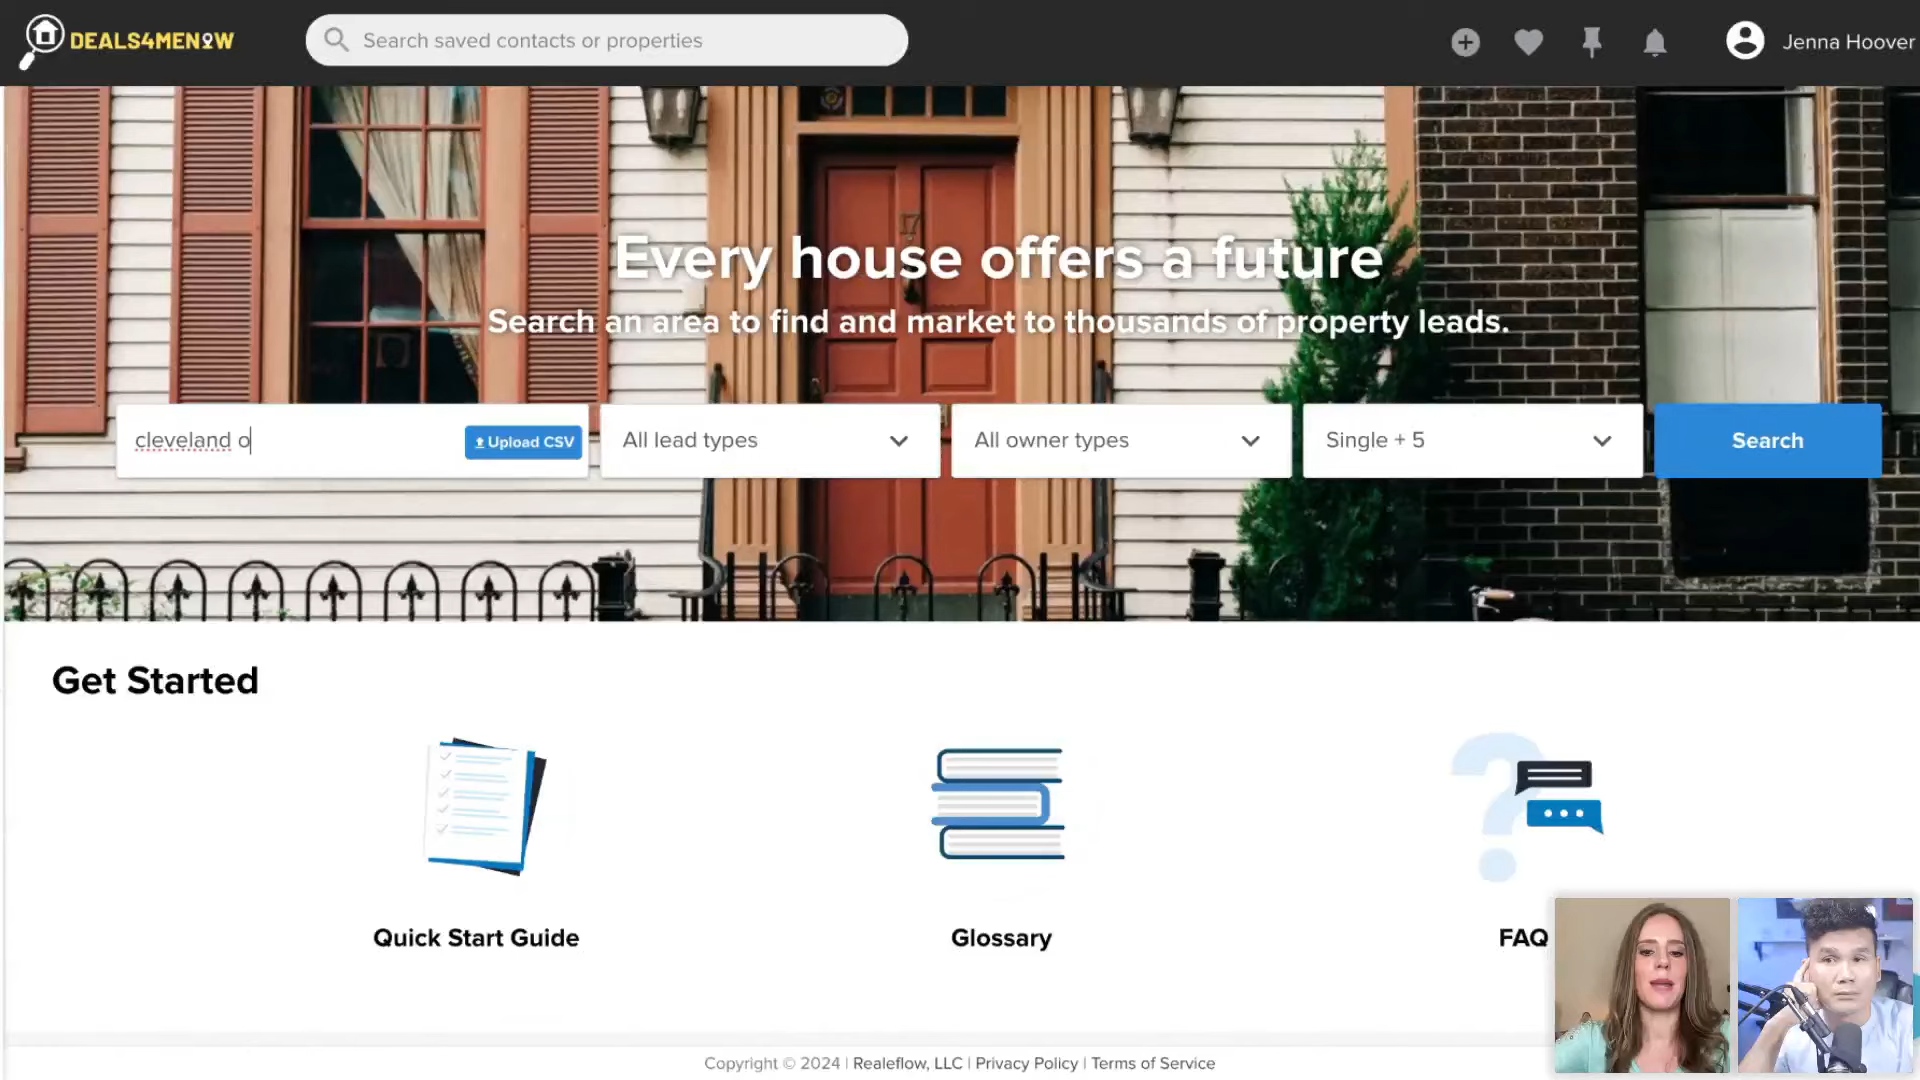 DEALS4MENOW
Search saved contacts or properties
Jenna Hoover
17
Every house offers a future
Search an area to find and market to thousands of property leads.
cleveland o
Upload CSV
All lead types
All owner types
Single + 5
Search
Get Started
Quick Start Guide
Glossary
FAQ
Copyright © 2024 | Realeflow, LLC | Privacy Policy | Terms of Service